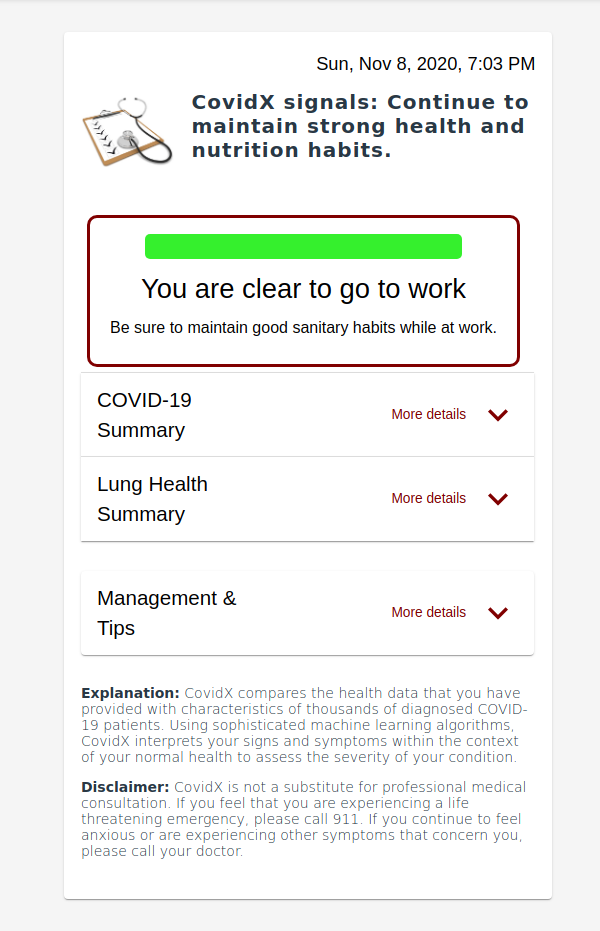 Sun, Nov 8, 2020, 7:03 PM
CovidX signals: Continue to
maintain strong health and
nutrition habits.
You are clear to go to work
Be sure to maintain good sanitary habits while at work.
COVID-19
Summary
More details
Lung Health
Summary
More details
Management &
Tips
More details
Explanation: CovidX compares the health data that you have
provided with characteristics of thousands of diagnosed COVID-
19 patients. Using sophisticated machine learning algorithms,
CovidX interprets your signs and symptoms within the context
of your normal health to assess the severity of your condition.
Disclaimer: CovidX is not a substitute for professional medical
consultation. If you feel that you are experiencing a life
threatening emergency, please call 911. If you continue to feel
anxious or are experiencing other symptoms that concern you,
please call your doctor.